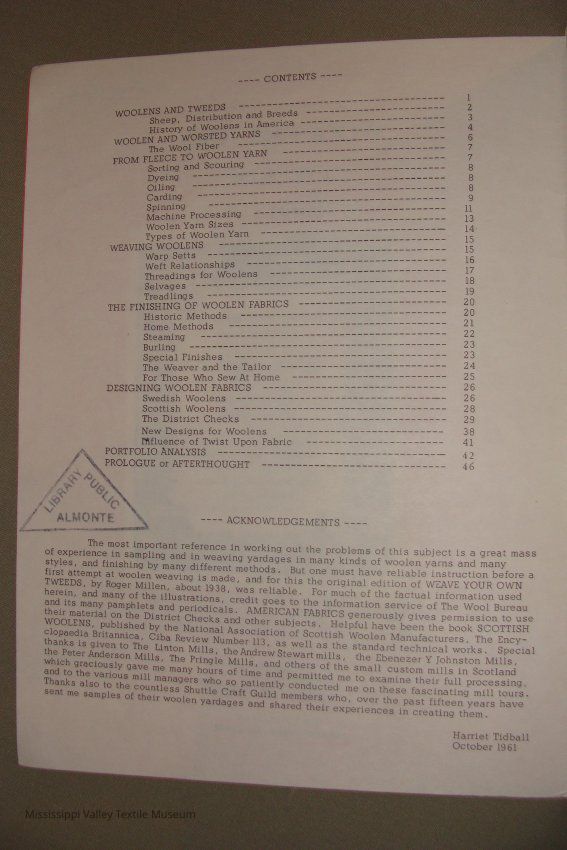 ---- CONTENTS ----
WOOLENS AND TWEEDS ---- 1
Sheep, Distribution and Breeds ---- 2
History of Woolens in America ---- 3
WOOLEN AND WORSTED YARNS ---- 4
The Wool Fiber ---- 6
FROM FLEECE TO WOOLEN YARN ---- 7
Sorting and Scouring ---- 7
Dyeing ---- 8
Oiling ---- 8
Carding ---- 8
Spinning ---- 9
Machine Processing ---- 11
Woolen Yarn Sizes ---- 13
Types of Woolen Yarn ---- 14
WEAVING WOOLENS ---- 15
Warp Setts ---- 15
Weft Relationships ---- 16
Threadings for Woolens ---- 17
Selvages ---- 18
Treadlings ---- 19
THE FINISHING OF WOOLEN FABRICS ---- 20
Historic Methods ---- 20
Home Methods ---- 21
Steaming ---- 22
Burling ---- 23
Special Finishes ---- 23
The Weaver and the Tailor ---- 24
For Those Who Sew At Home ---- 25
DESIGNING WOOLEN FABRICS ---- 26
Swedish Woolens ---- 26
Scottish Woolens ---- 28
The District Checks ---- 29
New Designs for Woolens ---- 38
Influence of Twist Upon Fabric ---- 41
PORTFOLIO ANALYSIS ---- 42
PROLOGUE or AFTERTHOUGHT ---- 46
LIBRARY PUBLIC
ALMONTE
---- ACKNOWLEDGEMENTS ----
The most important reference in working out the problems of this subject is a great mass
of experience in sampling and in weaving yardages in many kinds of woolen yarns and many
styles, and finishing by many different methods. But one must have reliable instruction before a
first attempt at woolen weaving is made, and for this the original edition of WEAVE YOUR OWN
TWEEDS, by Roger Millen, about 1938, was reliable. For much of the factual information used
herein, and many of the illustrations, credit goes to the information service of The Wool Bureau
and its many pamphlets and periodicals. AMERICAN FABRICS generously gives permission to use
their material on the District Checks and other subjects. Helpful have been the book SCOTTISH
WOOLENS, published by the National Association of Scottish Woolen Manufacturers, The Ency-
clopaedia Britannica, Ciba Review Number 113, as well as the standard technical works. Special
thanks is given to The Linton Mills, the Andrew Stewart mills, the Ebenezer Y Johnston Mills,
the Peter Anderson Mills, The Pringle Mills, and others of the small custom mills in Scotland
which graciously gave me many hours of time and permitted me to examine their full processing,
and to the various mill managers who so patiently conducted me on these fascinating mill tours.
Thanks also to the countless Shuttle Craft Guild members who, over the past fifteen years have
sent me samples of their woolen yardages and shared their experiences in creating them.
Harriet Tidball
October 1961
Mississippi Valley Textile Museum